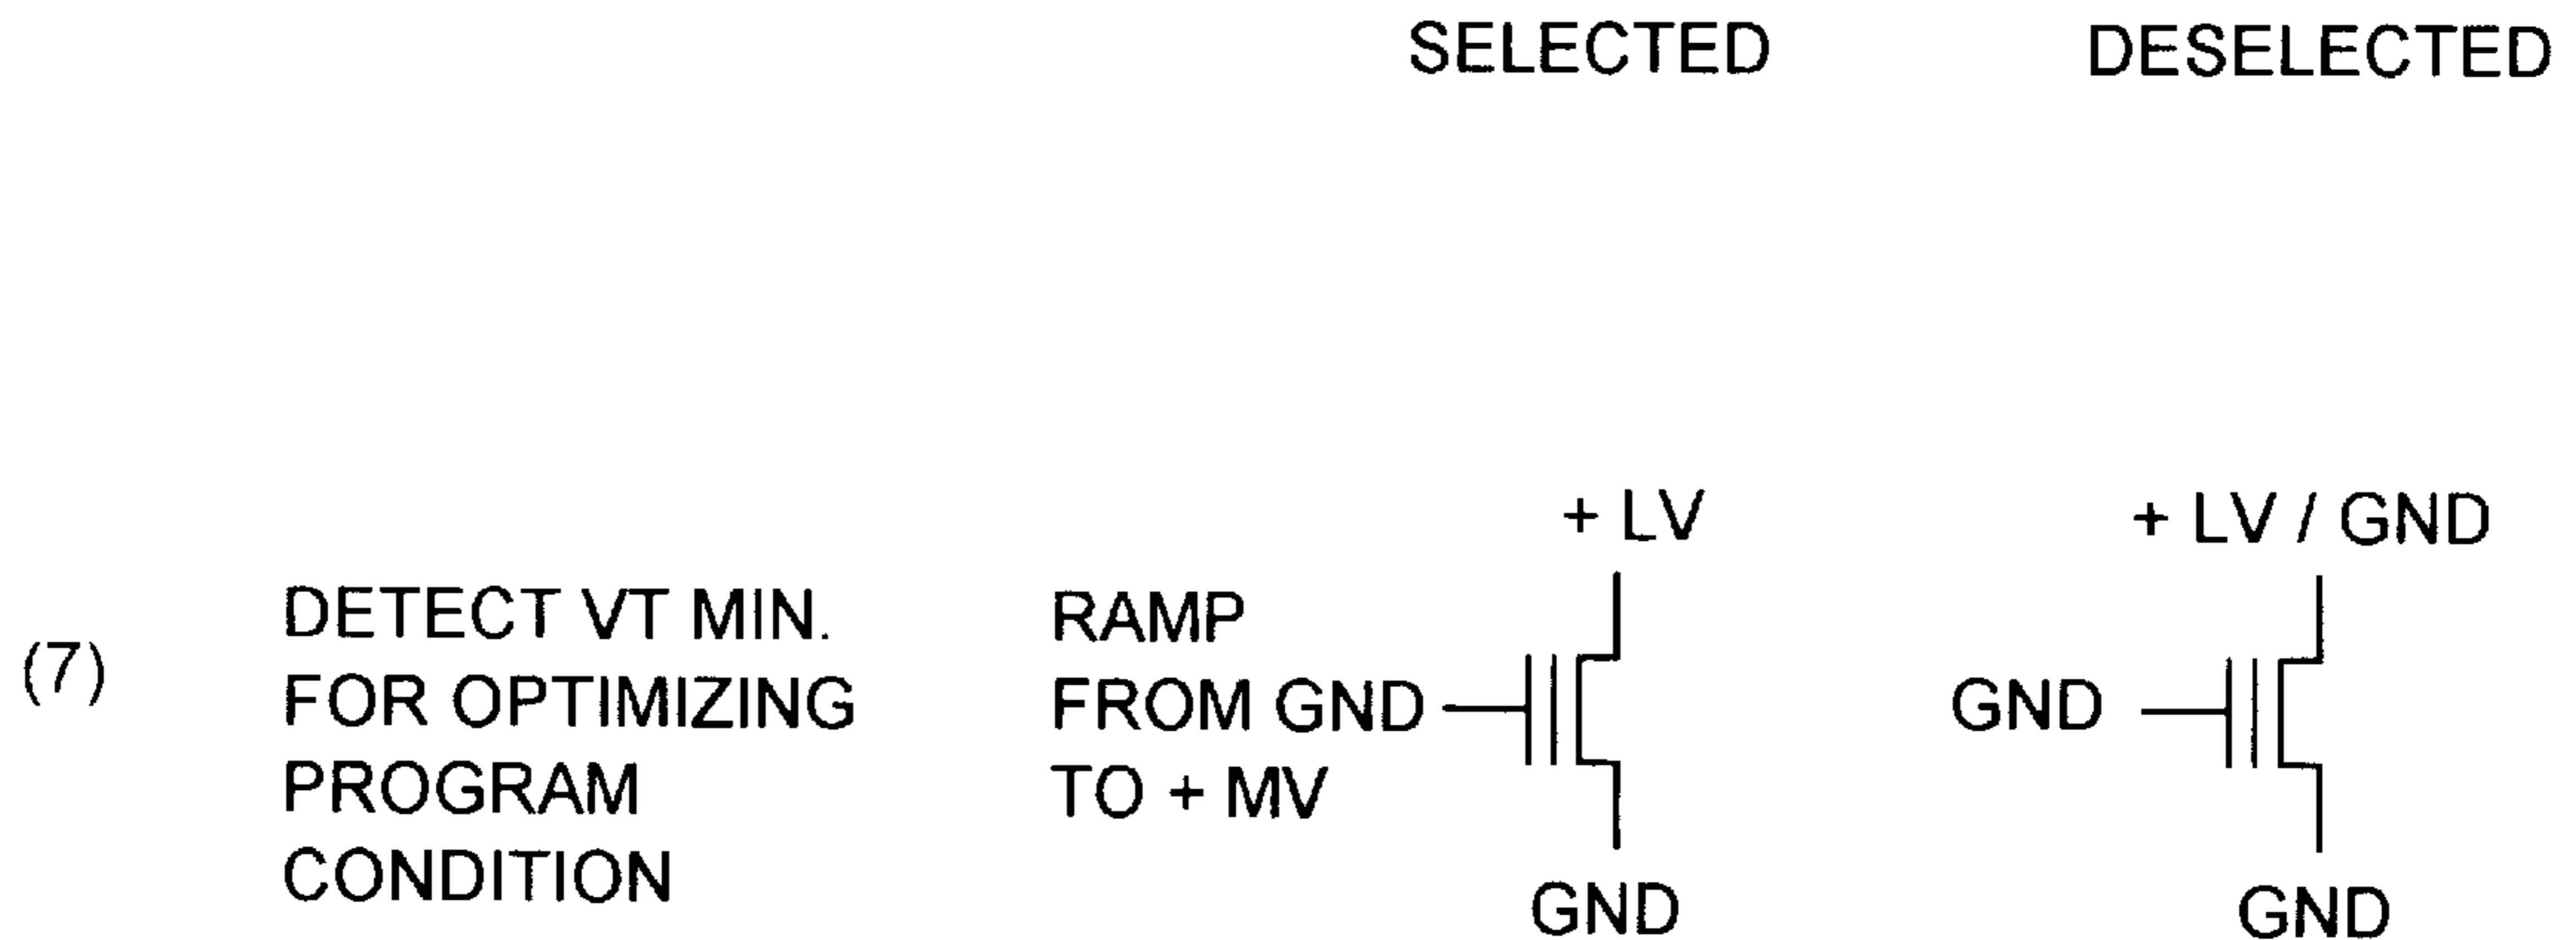 SELECTED DESELECTED
+ LV
+ LV / GND
(7)
DETECT VT MIN.
FOR OPTIMIZING
PROGRAM
CONDITION
RAMP
FROM GND
TO + MV
GND
GND
GND